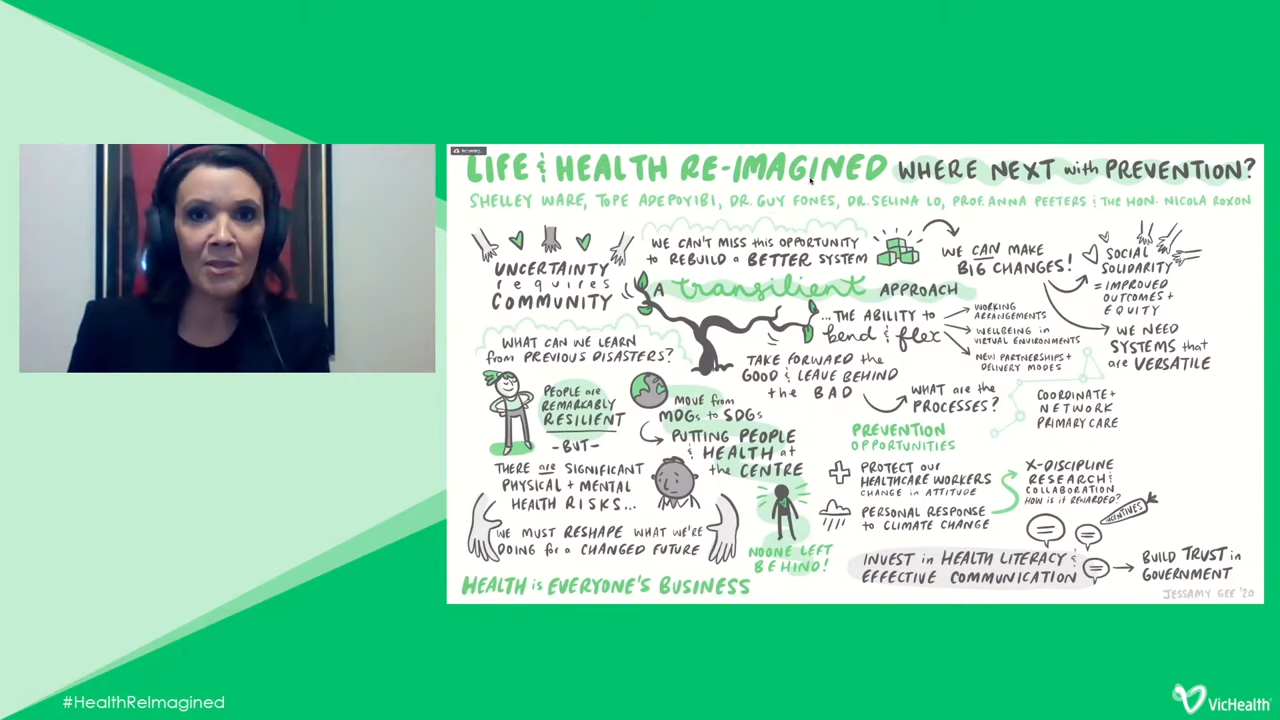 Recording...
LIFE & HEALTH RE-IMAGINED WHERE NEXT with PREVENTION?
SHELLEY WARE, TOPE ADEPOYIBI, DR. GUY FONES, DR. SELINA LO, PROF. ANNA PEETERS & THE HON. NICOLA ROXON
UNCERTAINTY
requires
COMMUNITY
WE CAN'T MISS this OPPORTUNITY
to REBUILD a BETTER SYSTEM
WE CAN MAKE
BIG CHANGES!
SOCIAL
SOLIDARITY
= IMPROVED
OUTCOMES +
EQUITY
A transilient APPROACH
...THE ABILITY to
bend & flex
WORKING
ARRANGEMENTS
WELLBEING in
VIRTUAL ENVIRONMENTS
NEW PARTNERSHIPS +
DELIVERY MODES
WE NEED
SYSTEMS that
are VERSATILE
WHAT CAN WE LEARN
from PREVIOUS DISASTERS?
TAKE FORWARD the
GOOD & LEAVE BEHIND
the BAD
WHAT are the
PROCESSES?
COORDINATE +
NETWORK
PRIMARY CARE
PEOPLE are
REMARKABLY
RESILIENT
-BUT-
THERE are SIGNIFICANT
PHYSICAL + MENTAL
HEALTH RISKS...
MOVE from
MDGs to SDGs
PUTTING PEOPLE
& HEALTH at
the CENTRE
PREVENTION
OPPORTUNITIES
PROTECT our
HEALTHCARE WORKERS
CHANGE in ATTITUDE
PERSONAL RESPONSE
to CLIMATE CHANGE
X-DISCIPLINE
RESEARCH &
COLLABORATION
HOW is it REWARDED?
INCENTIVES
WE MUST RESHAPE WHAT WE'RE
DOING for a CHANGED FUTURE
NO ONE LEFT
BEHIND!
INVEST in HEALTH LITERACY &
EFFECTIVE COMMUNICATION
BUILD TRUST in
GOVERNMENT
HEALTH is EVERYONE'S BUSINESS
JESSAMY GEE '20
#HealthReImagined
VicHealth